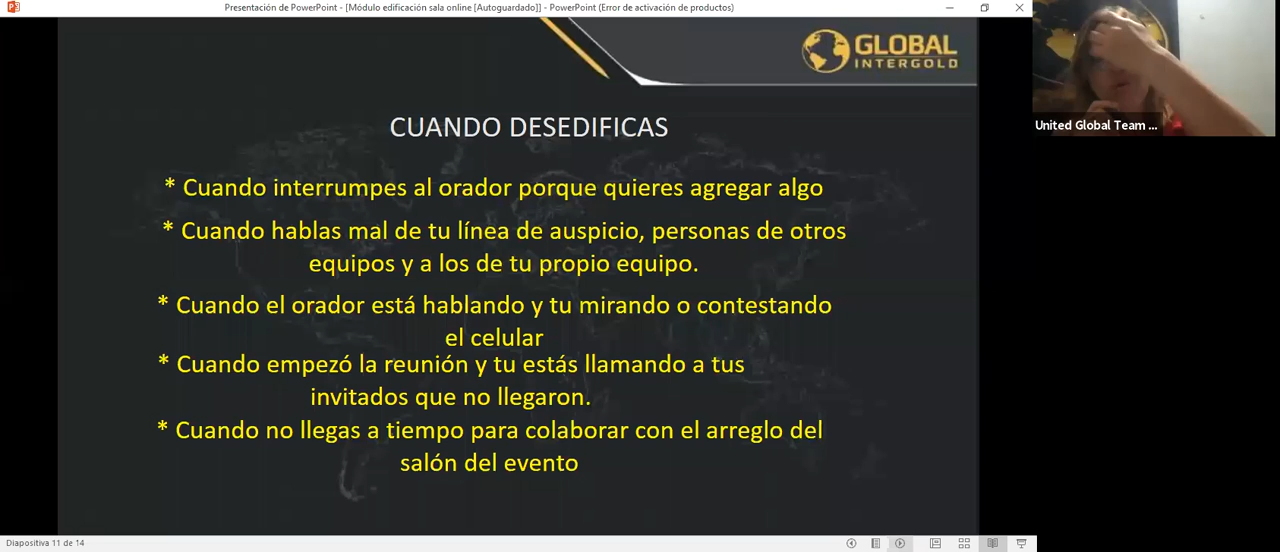 Presentación de PowerPoint - [Módulo edificación sala online [Autoguardado]] - PowerPoint (Error de activación de productos)
GLOBAL
INTERGOLD
United Global Team ...
CUANDO DESEDIFICAS
* Cuando interrumpes al orador porque quieres agregar algo
* Cuando hablas mal de tu línea de auspicio, personas de otros
equipos y a los de tu propio equipo.
* Cuando el orador está hablando y tu mirando o contestando
el celular
* Cuando empezó la reunión y tu estás llamando a tus
invitados que no llegaron.
* Cuando no llegas a tiempo para colaborar con el arreglo del
salón del evento
Diapositiva 11 de 14